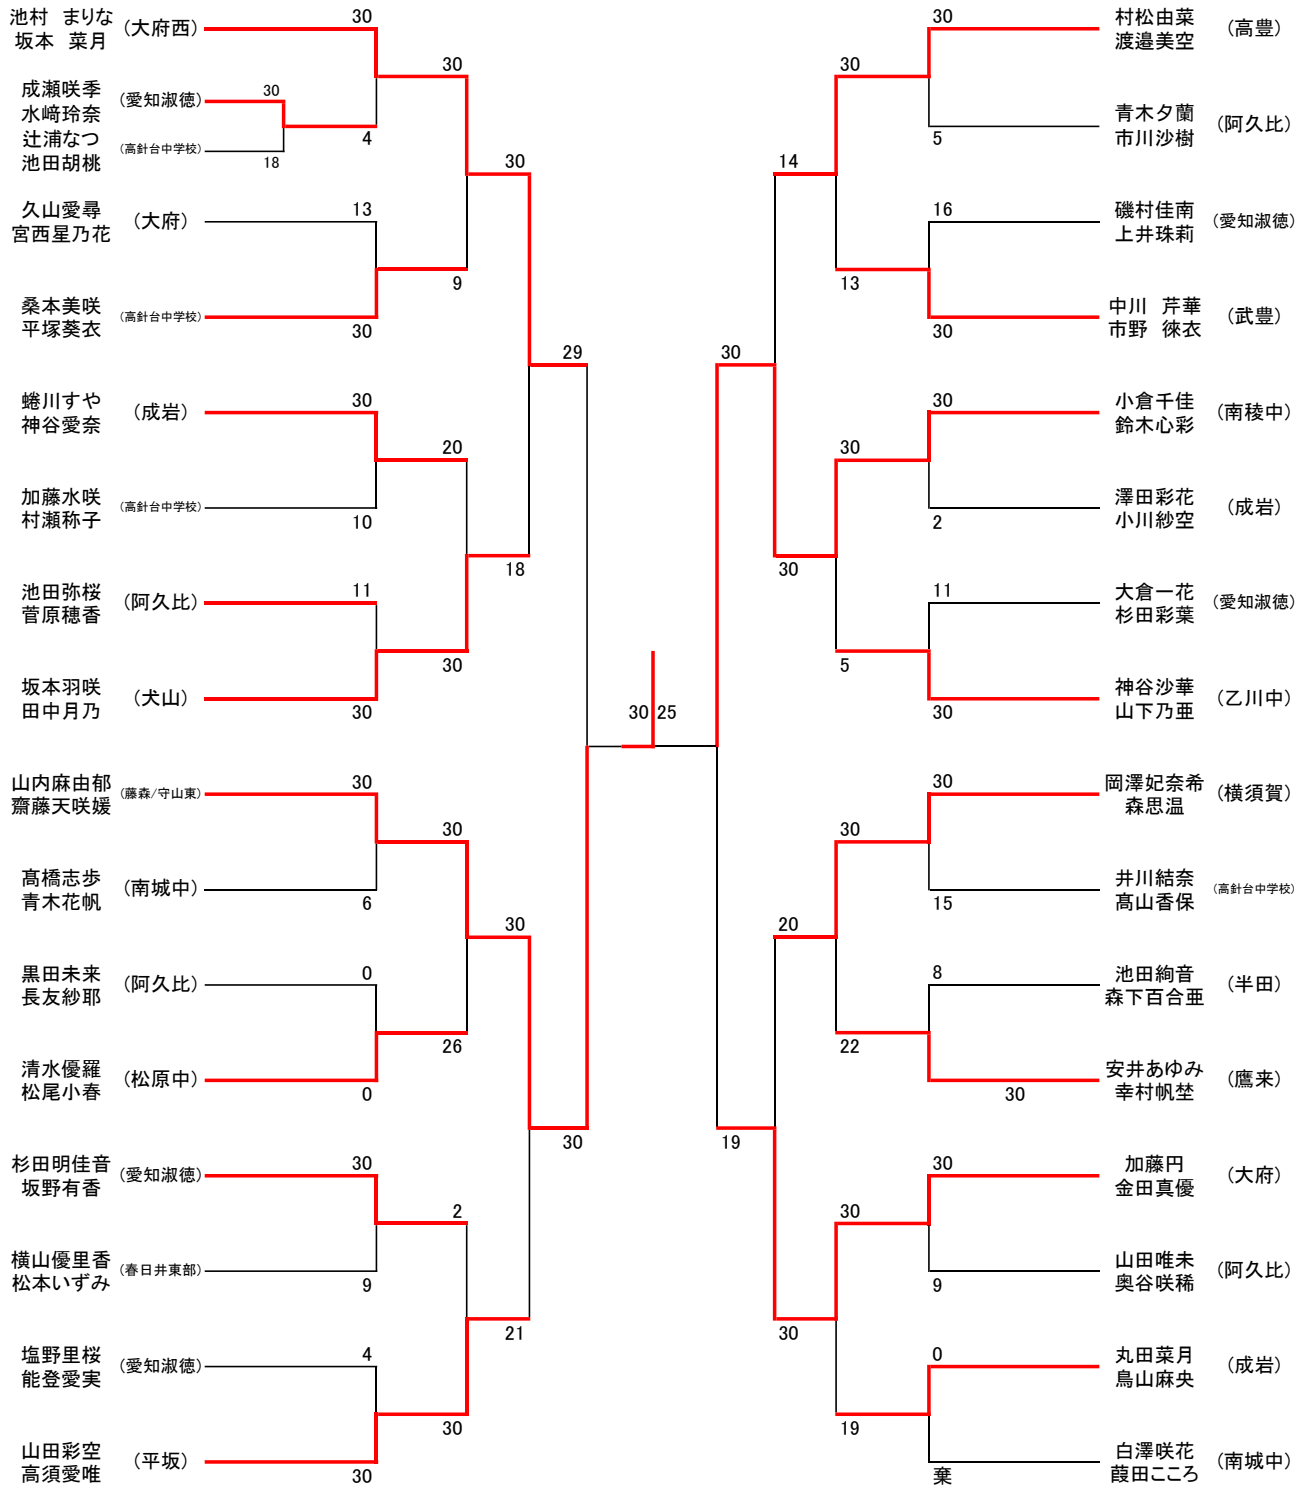 池村　まりな
坂本　菜月
（大府西）
30
30
成瀬咲季
水﨑玲奈
（愛知淑徳）
30
4
辻浦なつ
池田胡桃
（高針台中学校）
18
30
久山愛尋
宮西星乃花
（大府）
13
9
桑本美咲
平塚葵衣
（高針台中学校）
30
29
蜷川すや
神谷愛奈
（成岩）
30
20
加藤水咲
村瀬称子
（高針台中学校）
10
18
池田弥桜
菅原穂香
（阿久比）
11
30
坂本羽咲
田中月乃
（犬山）
30
30
25
山内麻由郁
齋藤天咲媛
（藤森/守山東）
30
30
髙橋志歩
青木花帆
（南城中）
6
30
黒田未来
長友紗耶
（阿久比）
0
26
清水優羅
松尾小春
（松原中）
0
30
杉田明佳音
坂野有香
（愛知淑徳）
30
2
横山優里香
松本いずみ
（春日井東部）
9
21
塩野里桜
能登愛実
（愛知淑徳）
4
30
山田彩空
高須愛唯
（平坂）
30
30
30
村松由菜
渡邉美空
（高豊）
14
5
青木夕蘭
市川沙樹
（阿久比）
13
16
磯村佳南
上井珠莉
（愛知淑徳）
30
中川　芹華
市野　徠衣
（武豊）
30
30
30
小倉千佳
鈴木心彩
（南稜中）
30
2
澤田彩花
小川紗空
（成岩）
5
11
大倉一花
杉田彩葉
（愛知淑徳）
30
神谷沙華
山下乃亜
（乙川中）
30
30
岡澤妃奈希
森思温
（横須賀）
20
15
井川結奈
髙山香保
（高針台中学校）
22
8
池田絢音
森下百合亜
（半田）
30
安井あゆみ
幸村帆埜
（鷹来）
19
30
30
加藤円
金田真優
（大府）
30
9
山田唯未
奥谷咲稀
（阿久比）
19
0
丸田菜月
鳥山麻央
（成岩）
棄
白澤咲花
葭田こころ
（南城中）